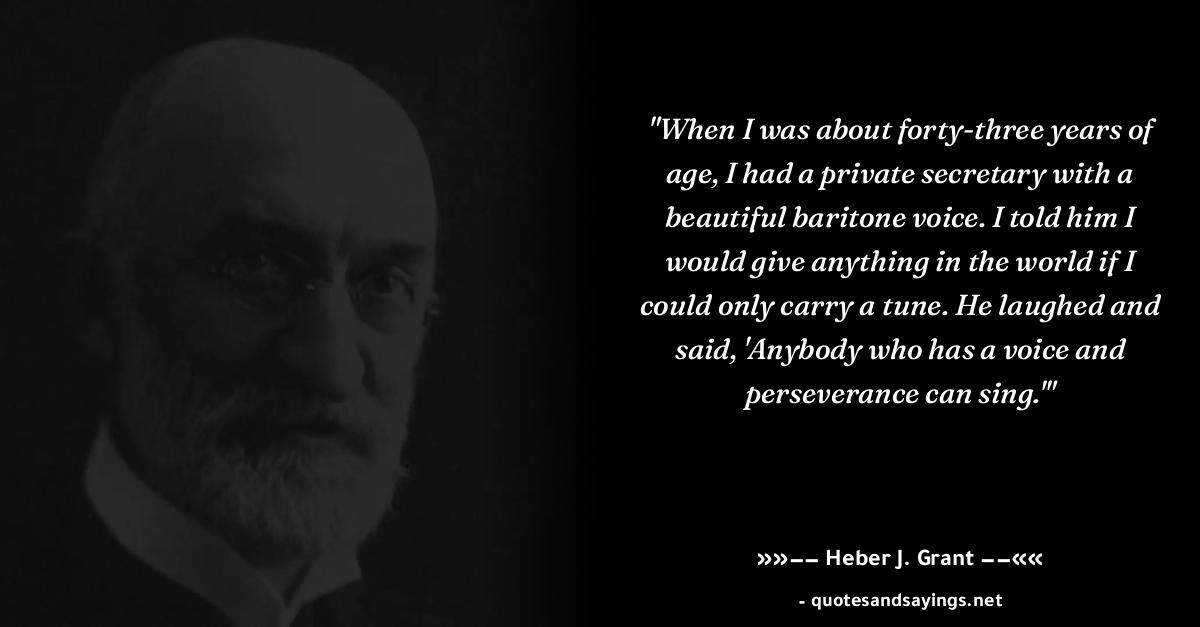 "When I was about forty-three years of
age, I had a private secretary with a
beautiful baritone voice. I told him I
would give anything in the world if I
could only carry a tune. He laughed and
said, 'Anybody who has a voice and
perseverance can sing.'"
»»–– Heber J. Grant ––««
- quotesandsayings.net